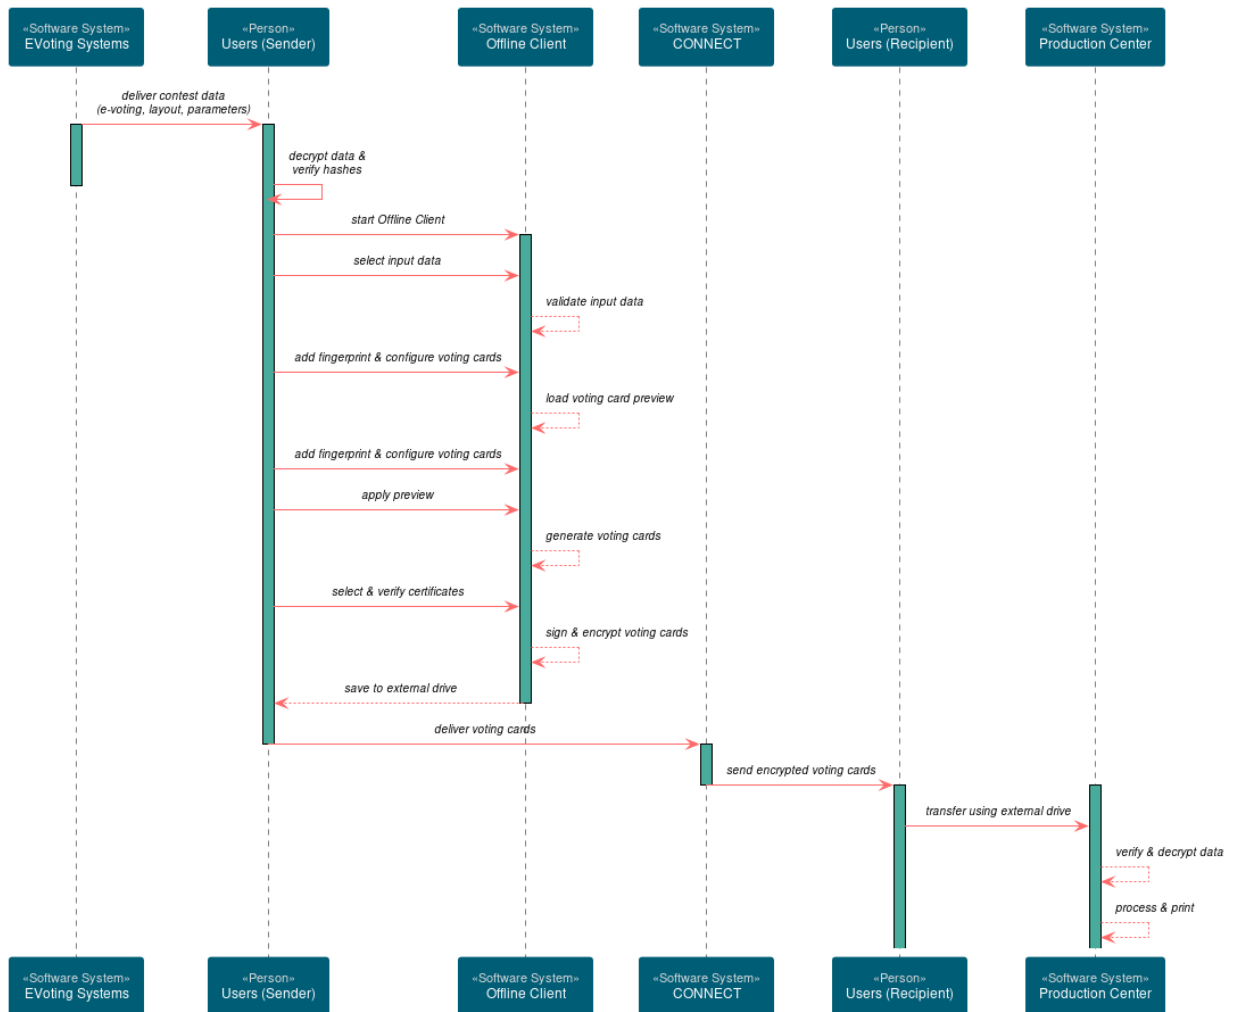 «Software System»
EVoting Systems
«Person»
Users (Sender)
«Software System»
Offline Client
«Software System»
CONNECT
«Person»
Users (Recipient)
«Software System»
Production Center
deliver contest data
(e-voting, layout, parameters)
decrypt data &
verify hashes
start Offline Client
select input data
validate input data
add fingerprint & configure voting cards
load voting card preview
add fingerprint & configure voting cards
apply preview
generate voting cards
select & verify certificates
sign & encrypt voting cards
save to external drive
deliver voting cards
send encrypted voting cards
transfer using external drive
verify & decrypt data
process & print
«Software System»
EVoting Systems
«Person»
Users (Sender)
«Software System»
Offline Client
«Software System»
CONNECT
«Person»
Users (Recipient)
«Software System»
Production Center